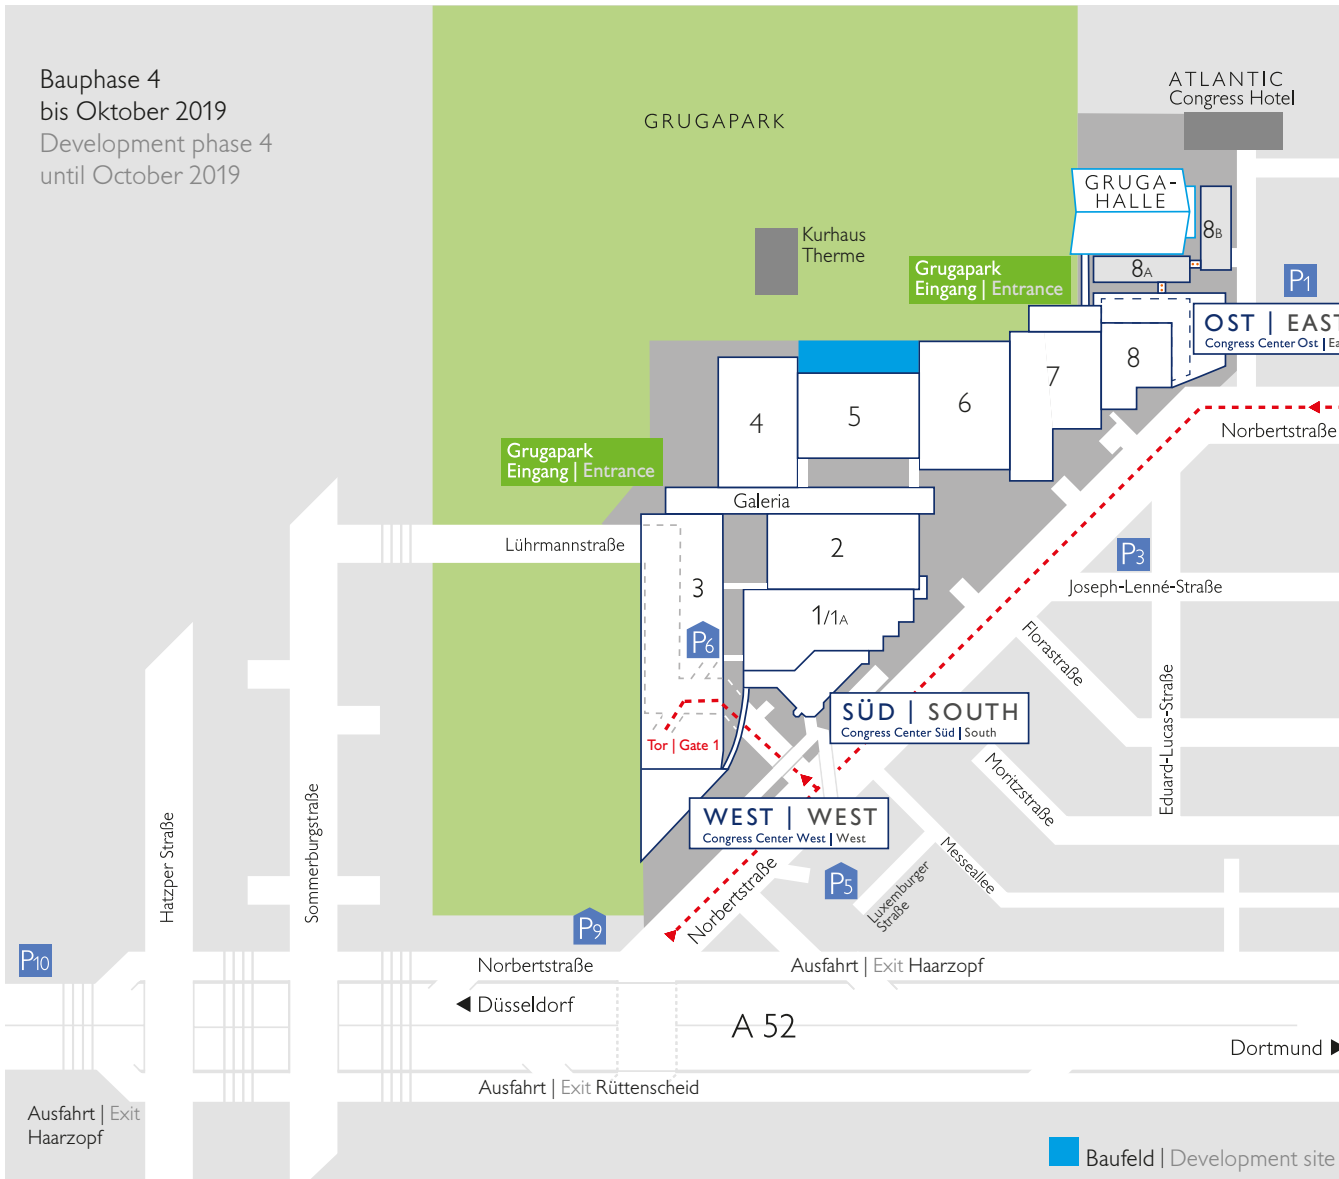 Bauphase 4
bis Oktober 2019
Development phase 4
until October 2019
GRUGAPARK
ATLANTIC
Congress Hotel
GRUGA-
HALLE
8B
8A
Kurhaus
Therme
Grugapark
Eingang | Entrance
P1
OST | EAST
Congress Center Ost | Ea
4
5
6
7
8
Norbertstraße
Grugapark
Eingang | Entrance
Galeria
Lührmannstraße
2
3
1/1A
P3
Joseph-Lenné-Straße
P6
Florastraße
Eduard-Lucas-Straße
SÜD | SOUTH
Congress Center Süd | South
Tor | Gate 1
Moritzstraße
WEST | WEST
Congress Center West | West
Hatzper Straße
Sommerburgstraße
Messeallee
Luxemburger
Straße
P5
Norbertstraße
P9
P10
Norbertstraße
Ausfahrt | Exit Haarzopf
Düsseldorf
A 52
Dortmund
Ausfahrt | Exit Rüttenscheid
Ausfahrt | Exit
Haarzopf
Baufeld | Development site